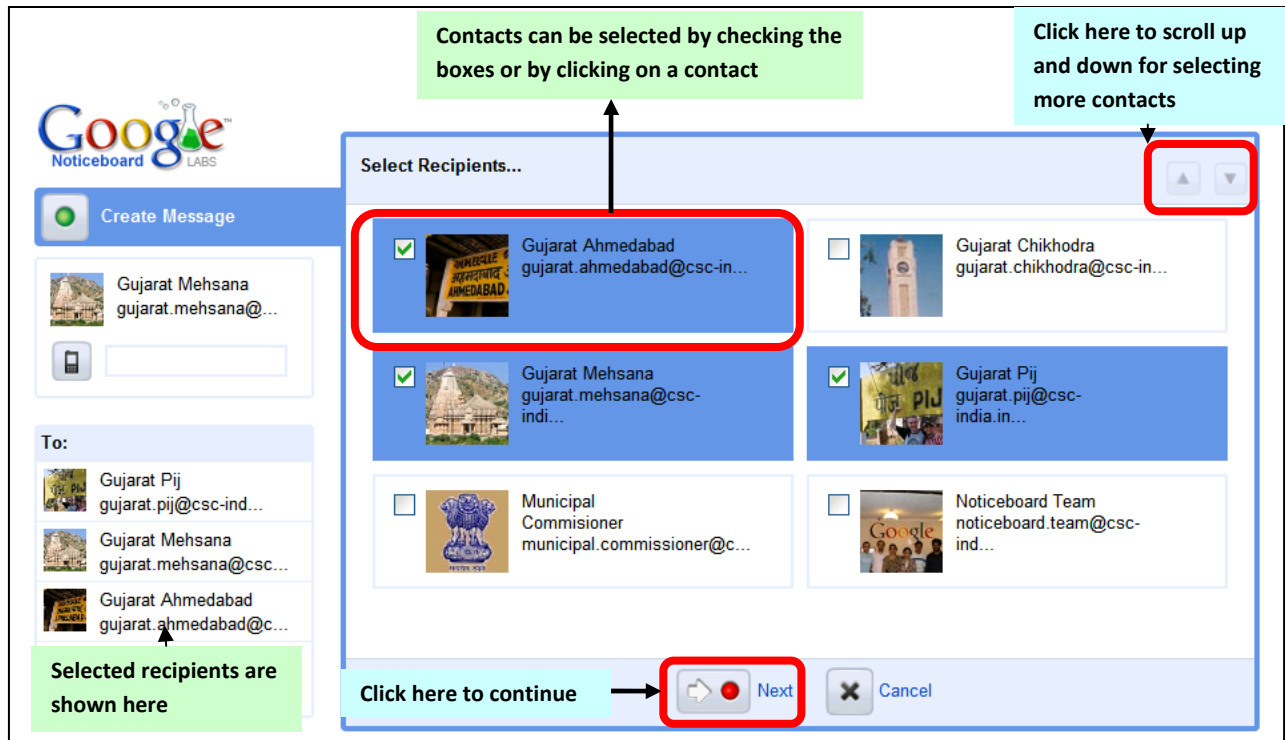 Contacts can be selected by checking the
boxes or by clicking on a contact
Click here to scroll up
and down for selecting
more contacts
Google™
Noticeboard LABS
Create Message
Gujarat Mehsana
gujarat.mehsana@...
To:
Gujarat Pij
gujarat.pij@csc-ind...
Gujarat Mehsana
gujarat.mehsana@csc...
Gujarat Ahmedabad
gujarat.ahmedabad@c...
Selected recipients are
shown here
Select Recipients...
Gujarat Ahmedabad
gujarat.ahmedabad@csc-in...
અમદાવાદ
अहमदाबाद
AHMEDABAD
Gujarat Chikhodra
gujarat.chikhodra@csc-in...
Gujarat Mehsana
gujarat.mehsana@csc-
indi...
Gujarat Pij
gujarat.pij@csc-
india.in...
પીજ
पीज PIJ
Municipal
Commisioner
municipal.commissioner@c...
Noticeboard Team
noticeboard.team@csc-
ind...
Google
Click here to continue
Next
Cancel